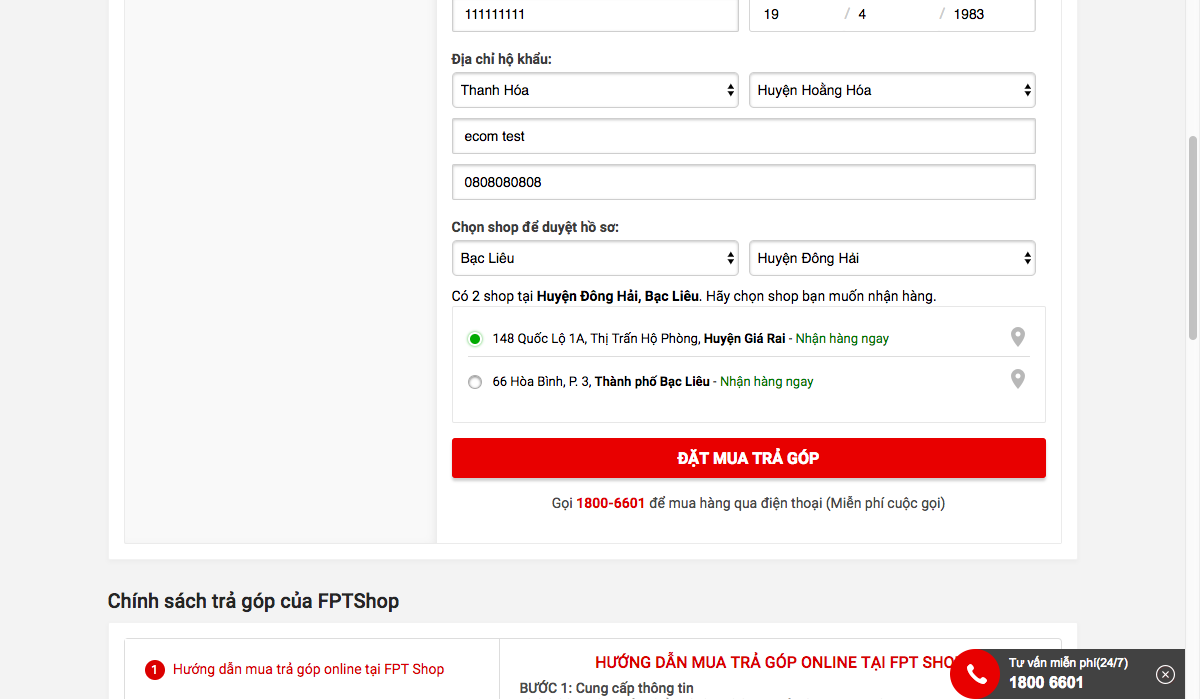 111111111
19 / 4 / 1983
Địa chỉ hộ khẩu:
Thanh Hóa
Huyện Hoằng Hóa
ecom test
0808080808
Chọn shop để duyệt hồ sơ:
Bạc Liêu
Huyện Đông Hải
Có 2 shop tại Huyện Đông Hải, Bạc Liêu. Hãy chọn shop bạn muốn nhận hàng.
148 Quốc Lộ 1A, Thị Trấn Hộ Phòng, Huyện Giá Rai - Nhận hàng ngay
66 Hòa Bình, P. 3, Thành phố Bạc Liêu - Nhận hàng ngay
ĐẶT MUA TRẢ GÓP
Gọi 1800-6601 để mua hàng qua điện thoại (Miễn phí cuộc gọi)
Chính sách trả góp của FPTShop
1 Hướng dẫn mua trả góp online tại FPT Shop
HƯỚNG DẪN MUA TRẢ GÓP ONLINE TẠI FPT SHO
BƯỚC 1: Cung cấp thông tin
Tư vấn miễn phí(24/7)
1800 6601